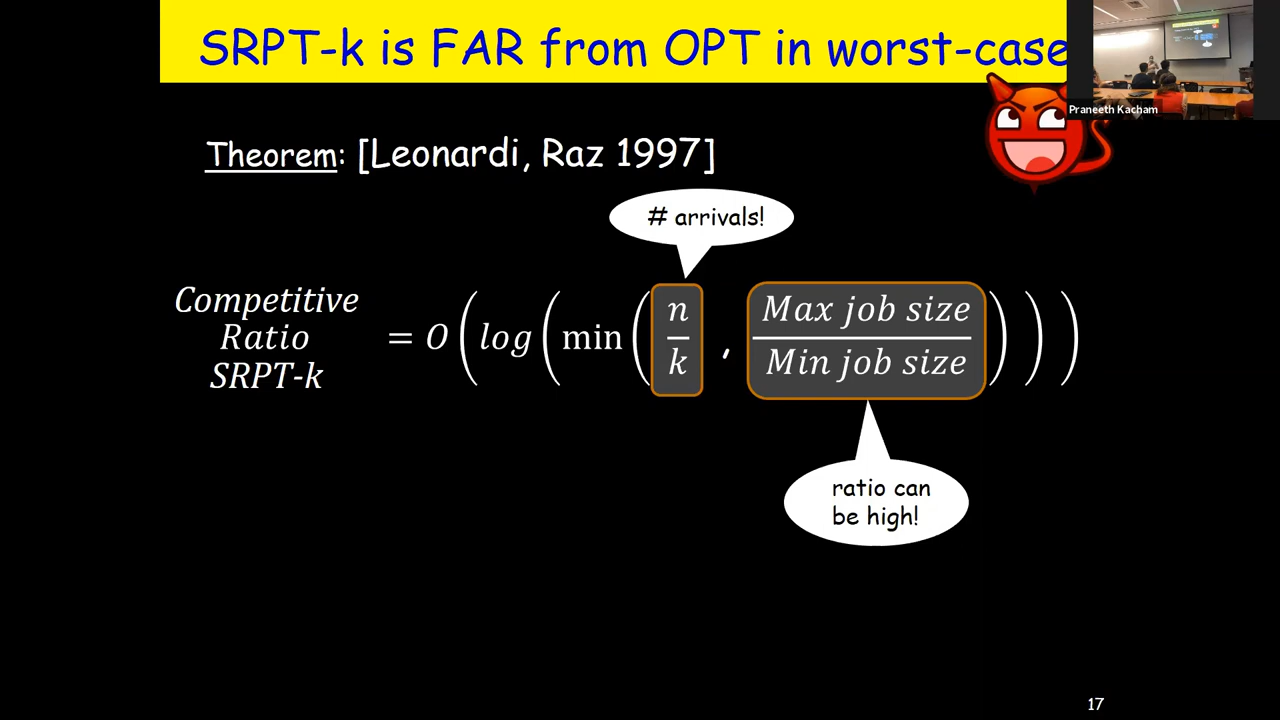 SRPT-k is FAR from OPT in worst-case
Praneeth Kacham
Theorem: [Leonardi, Raz 1997]
# arrivals!
Competitive
Ratio
SRPT-k
= O(log(min(n/k, Max job size/Min job size)))
ratio can
be high!
17